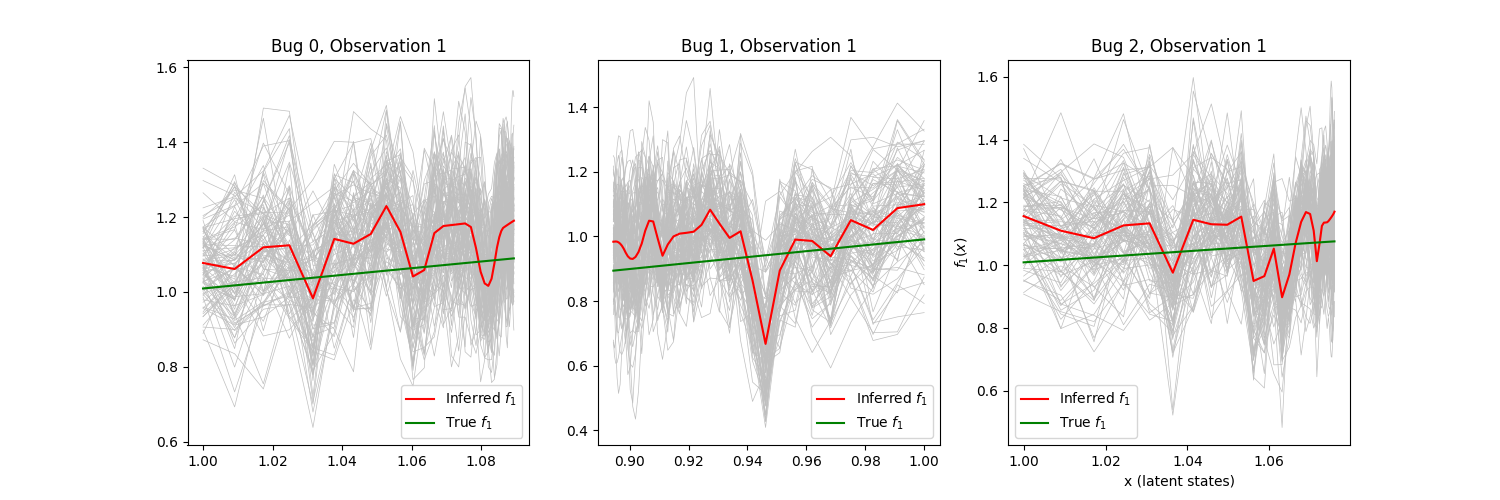 Bug 0, Observation 1
1.6
1.4
1.2
1.0
0.8
0.6
1.00 1.02 1.04 1.06 1.08
Inferred f₁
True f₁
Bug 1, Observation 1
1.4
1.2
1.0
0.8
0.6
0.4
0.90 0.92 0.94 0.96 0.98 1.00
Inferred f₁
True f₁
Bug 2, Observation 1
f₁(x)
1.6
1.4
1.2
1.0
0.8
0.6
1.00 1.02 1.04 1.06
x (latent states)
Inferred f₁
True f₁